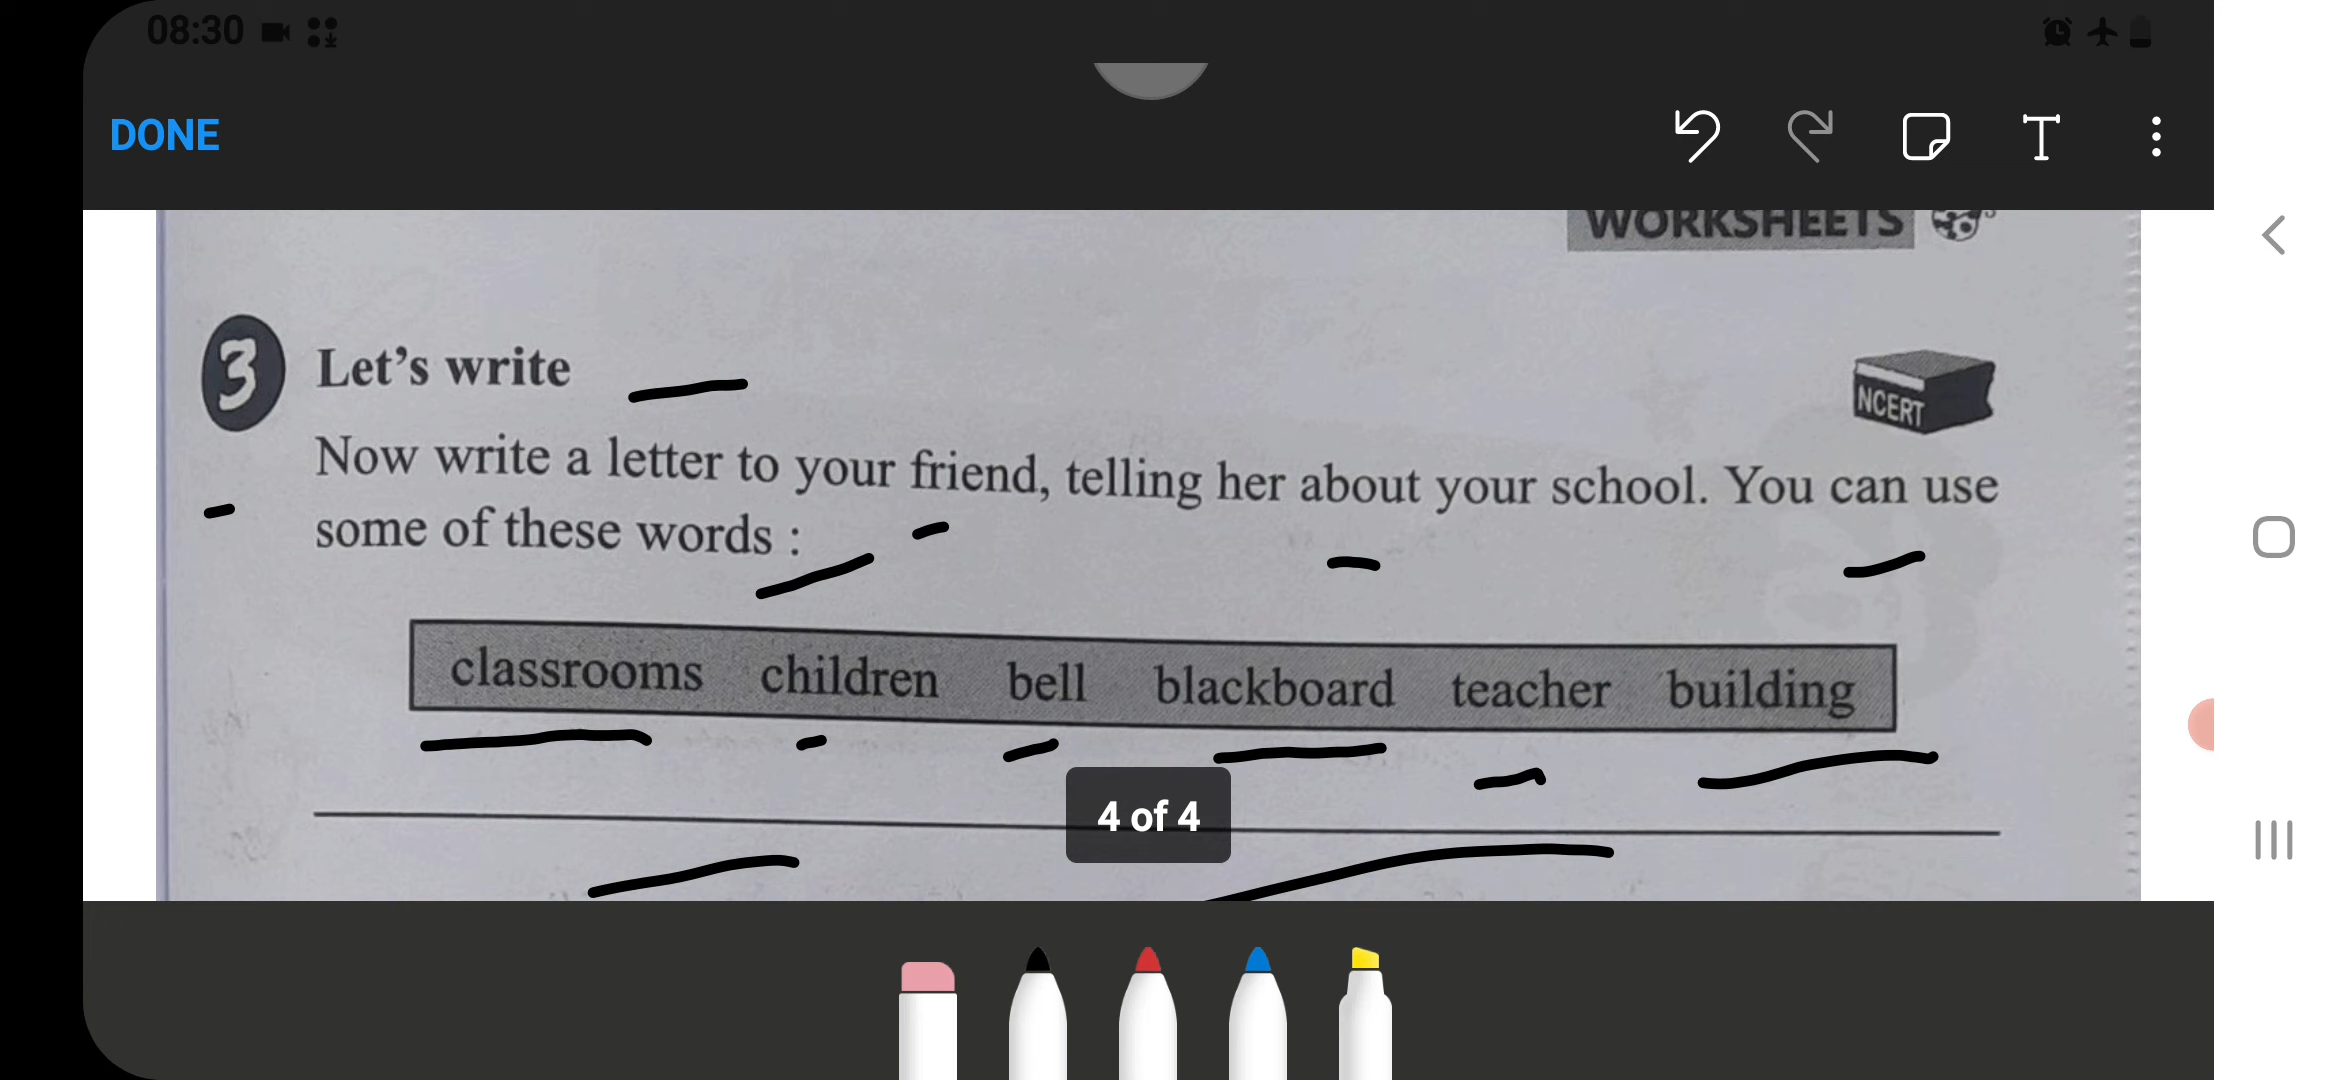 08:30
DONE
T
WORKSHEETS
3 Let's write
NCERT
Now write a letter to your friend, telling her about your school. You can use
some of these words :
classrooms children bell blackboard teacher building
4 of 4